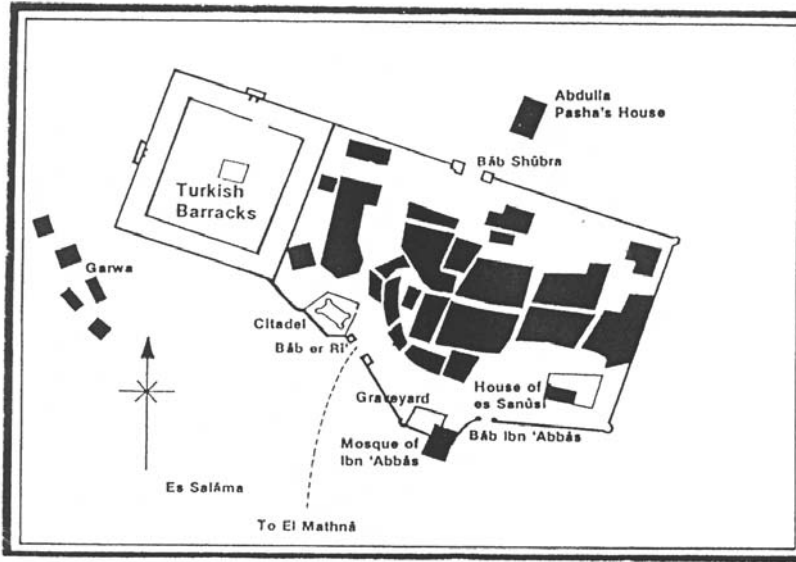 Abdulla
Pasha's House
Bâb Shûbra
Turkish
Barracks
Garwa
Citadel
Bâb er Rî'
Graveyard
House of
es Sanûsi
Mosque of
Ibn 'Abbâs
Bâb Ibn 'Abbâs
Es Salâma
To El Mathnâ